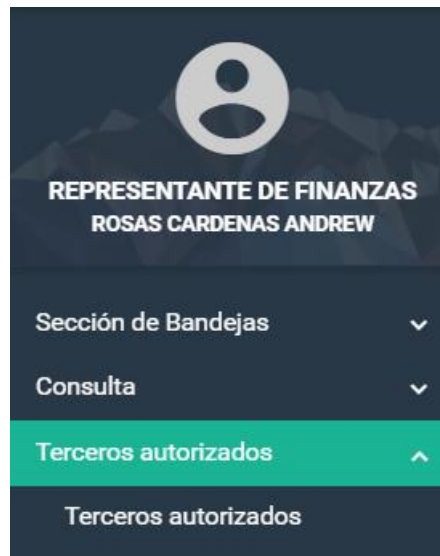 REPRESENTANTE DE FINANZAS
ROSAS CARDENAS ANDREW
Sección de Bandejas
Consulta
Terceros autorizados
Terceros autorizados